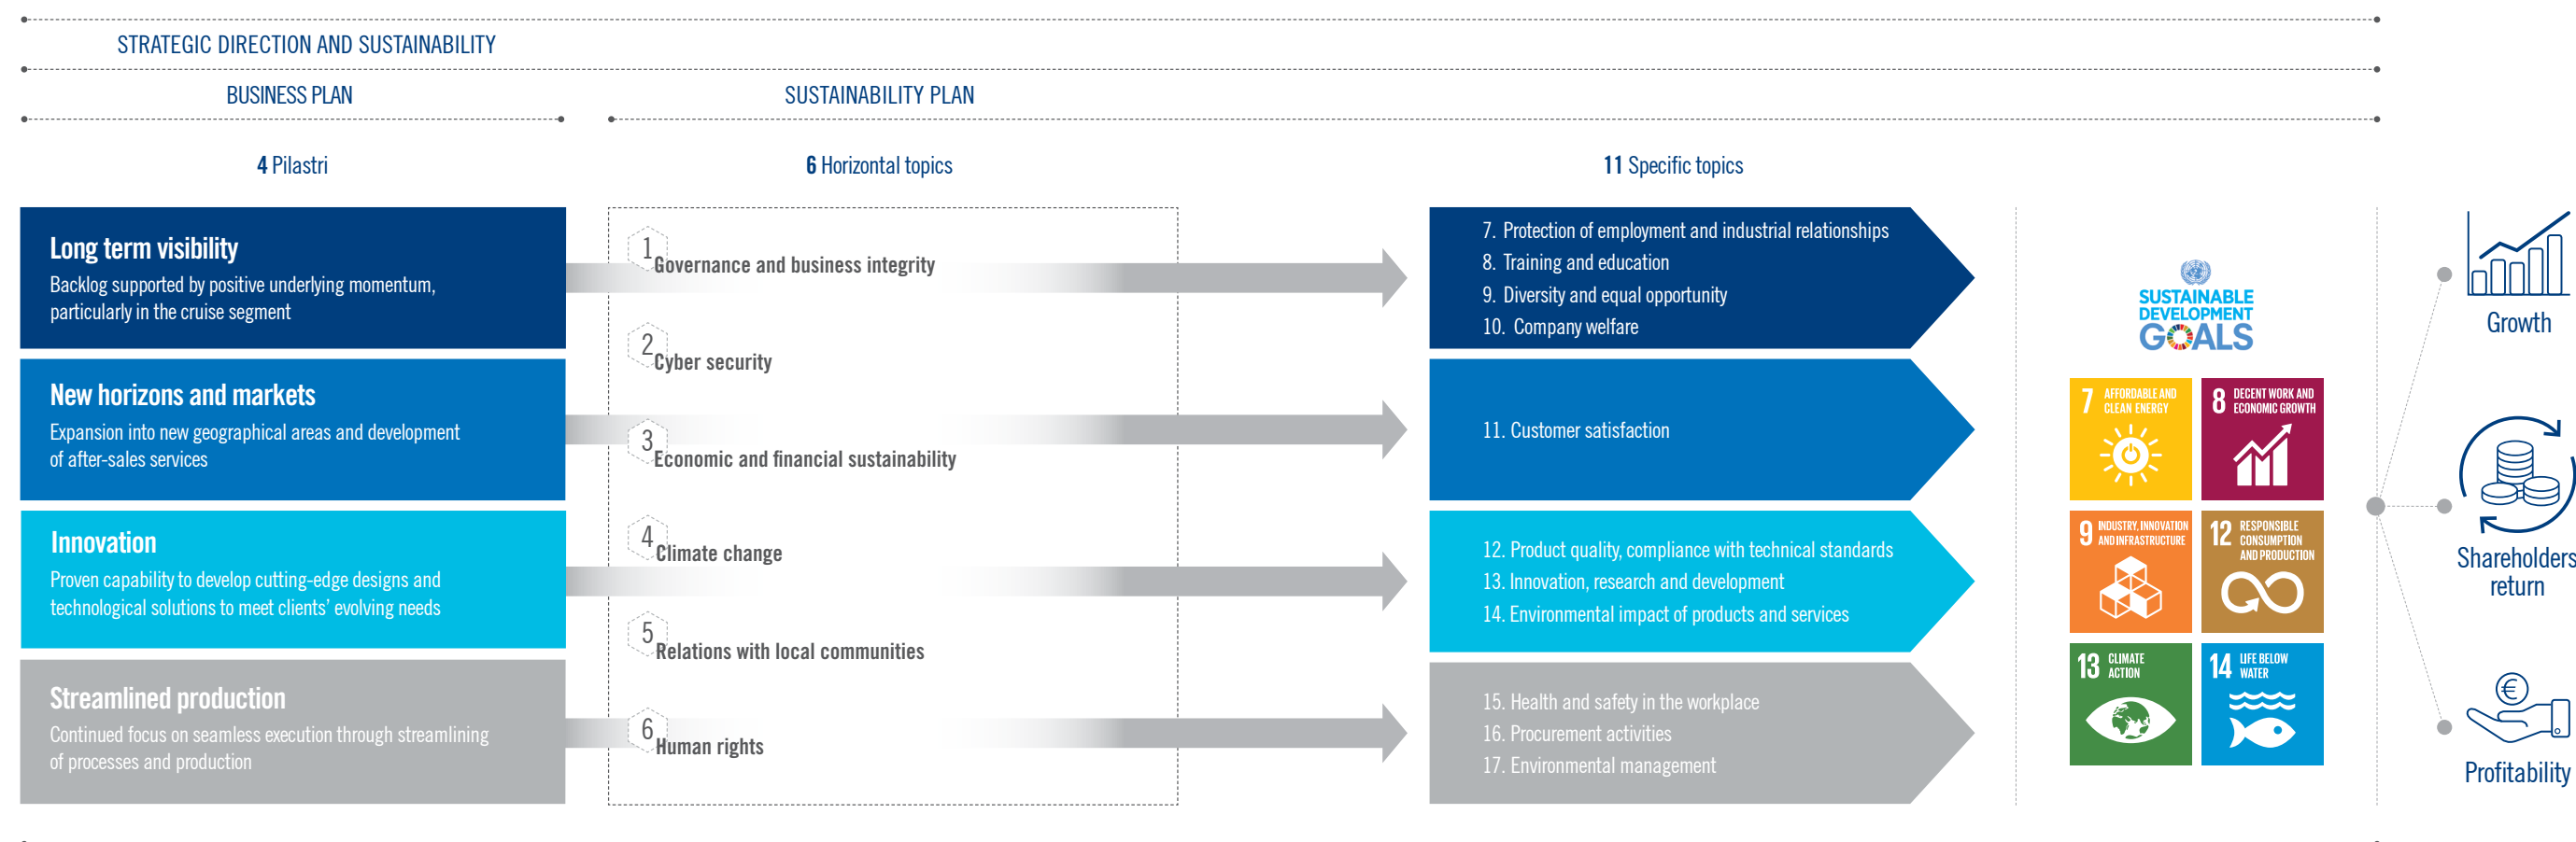 STRATEGIC DIRECTION AND SUSTAINABILITY
BUSINESS PLAN
SUSTAINABILITY PLAN
4 Pilastri
6 Horizontal topics
11 Specific topics
Long term visibility
Backlog supported by positive underlying momentum,
particularly in the cruise segment
New horizons and markets
Expansion into new geographical areas and development
of after-sales services
Innovation
Proven capability to develop cutting-edge designs and
technological solutions to meet clients’ evolving needs
Streamlined production
Continued focus on seamless execution through streamlining
of processes and production
1
Governance and business integrity
2
Cyber security
3
Economic and financial sustainability
4
Climate change
5
Relations with local communities
6
Human rights
7. Protection of employment and industrial relationships
8. Training and education
9. Diversity and equal opportunity
10. Company welfare
11. Customer satisfaction
12. Product quality, compliance with technical standards
13. Innovation, research and development
14. Environmental impact of products and services
15. Health and safety in the workplace
16. Procurement activities
17. Environmental management
SUSTAINABLE
DEVELOPMENT
GOALS
7 AFFORDABLE AND
CLEAN ENERGY
8 DECENT WORK AND
ECONOMIC GROWTH
9 INDUSTRY, INNOVATION
AND INFRASTRUCTURE
12 RESPONSIBLE
CONSUMPTION
AND PRODUCTION
13 CLIMATE
ACTION
14 LIFE BELOW
WATER
Growth
Shareholders
return
€
Profitability